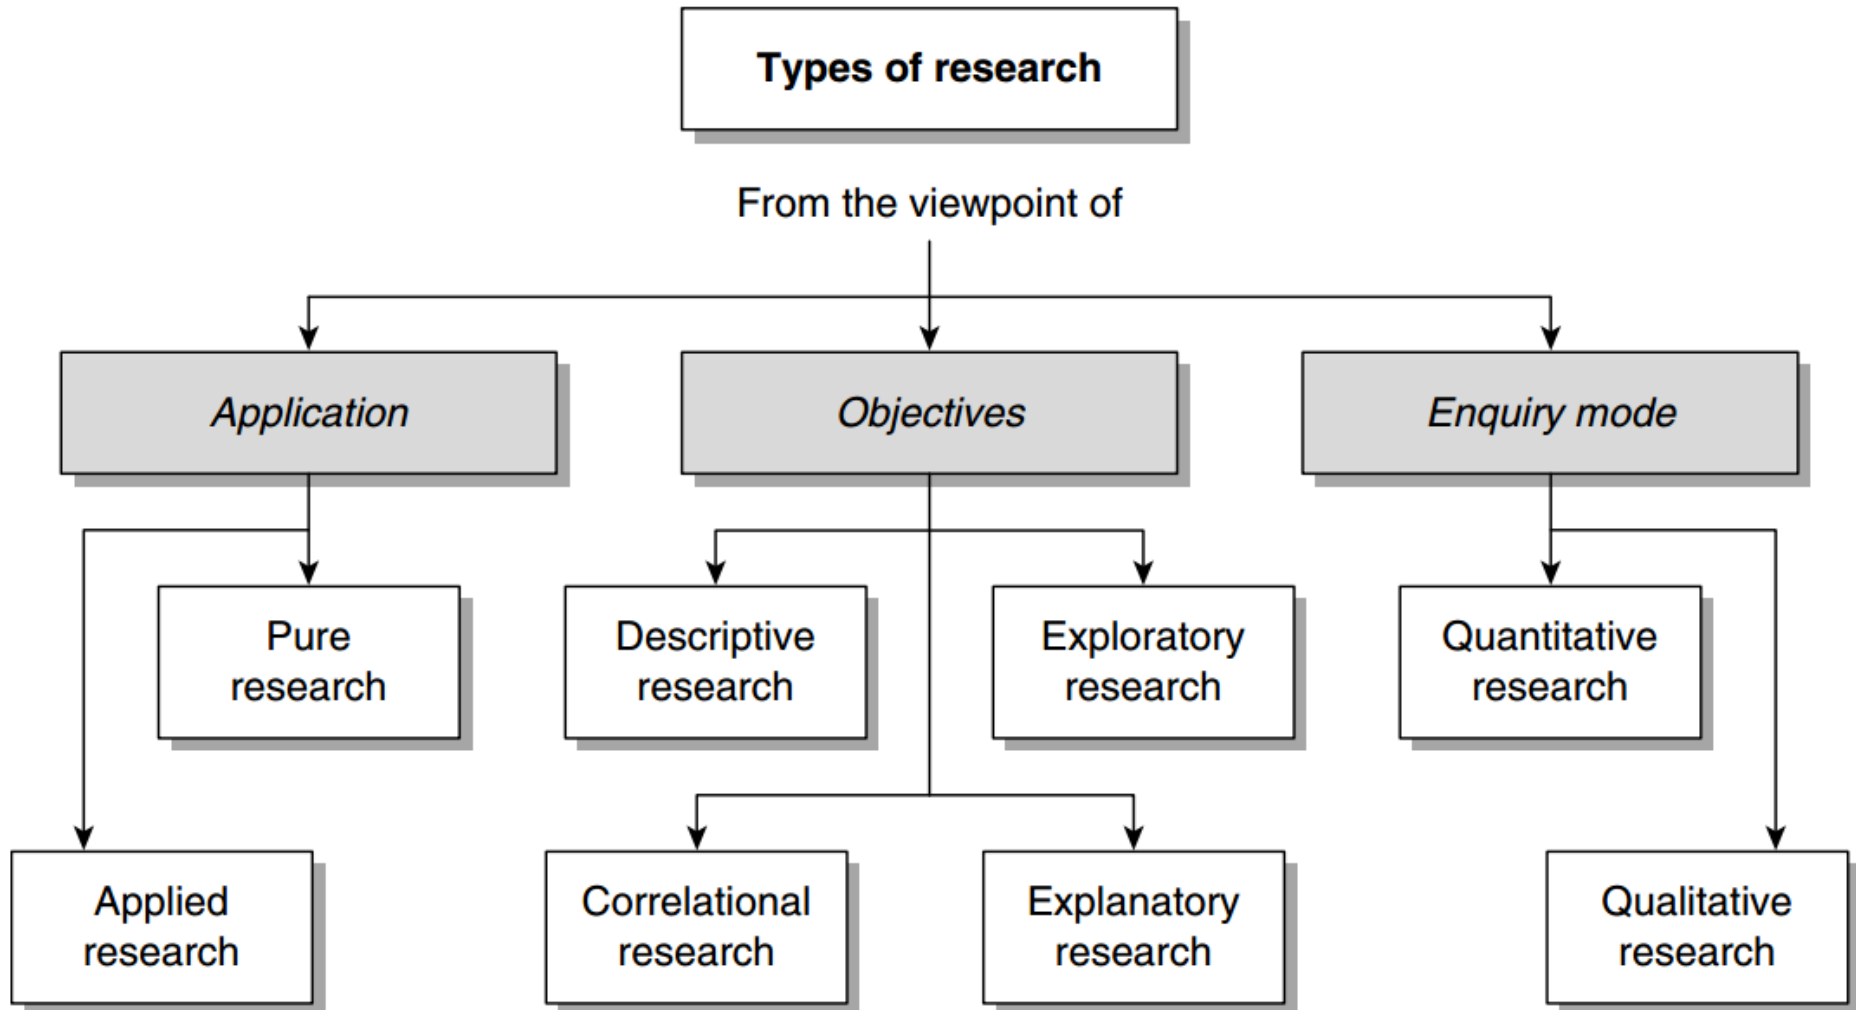 Types of research
From the viewpoint of
Application
Objectives
Enquiry mode
Pure
research
Descriptive
research
Exploratory
research
Quantitative
research
Applied
research
Correlational
research
Explanatory
research
Qualitative
research